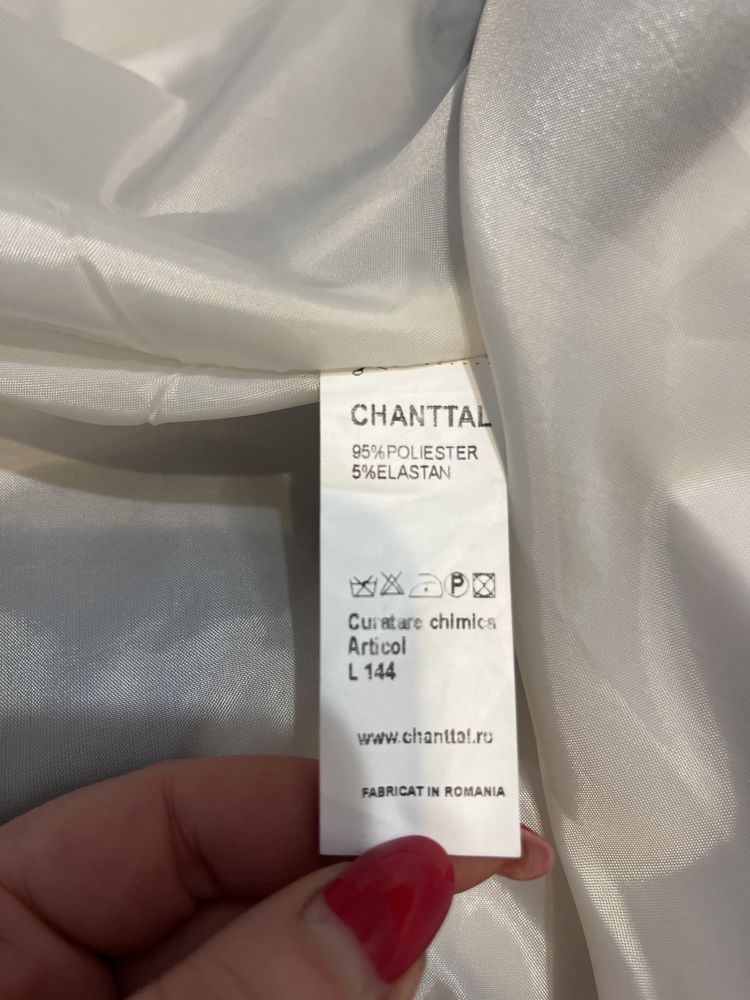 CHANTTAL
95%POLIESTER
5%ELASTAN
P
Curatare chimica
Articol
L 144
www.chanttal.ro
FABRICAT IN ROMANIA